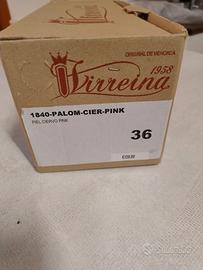 Virreina
ORIGINAL DE MENORCA
1958
1840-PALOM-CIER-PINK
PIEL CIERVO PINK
36